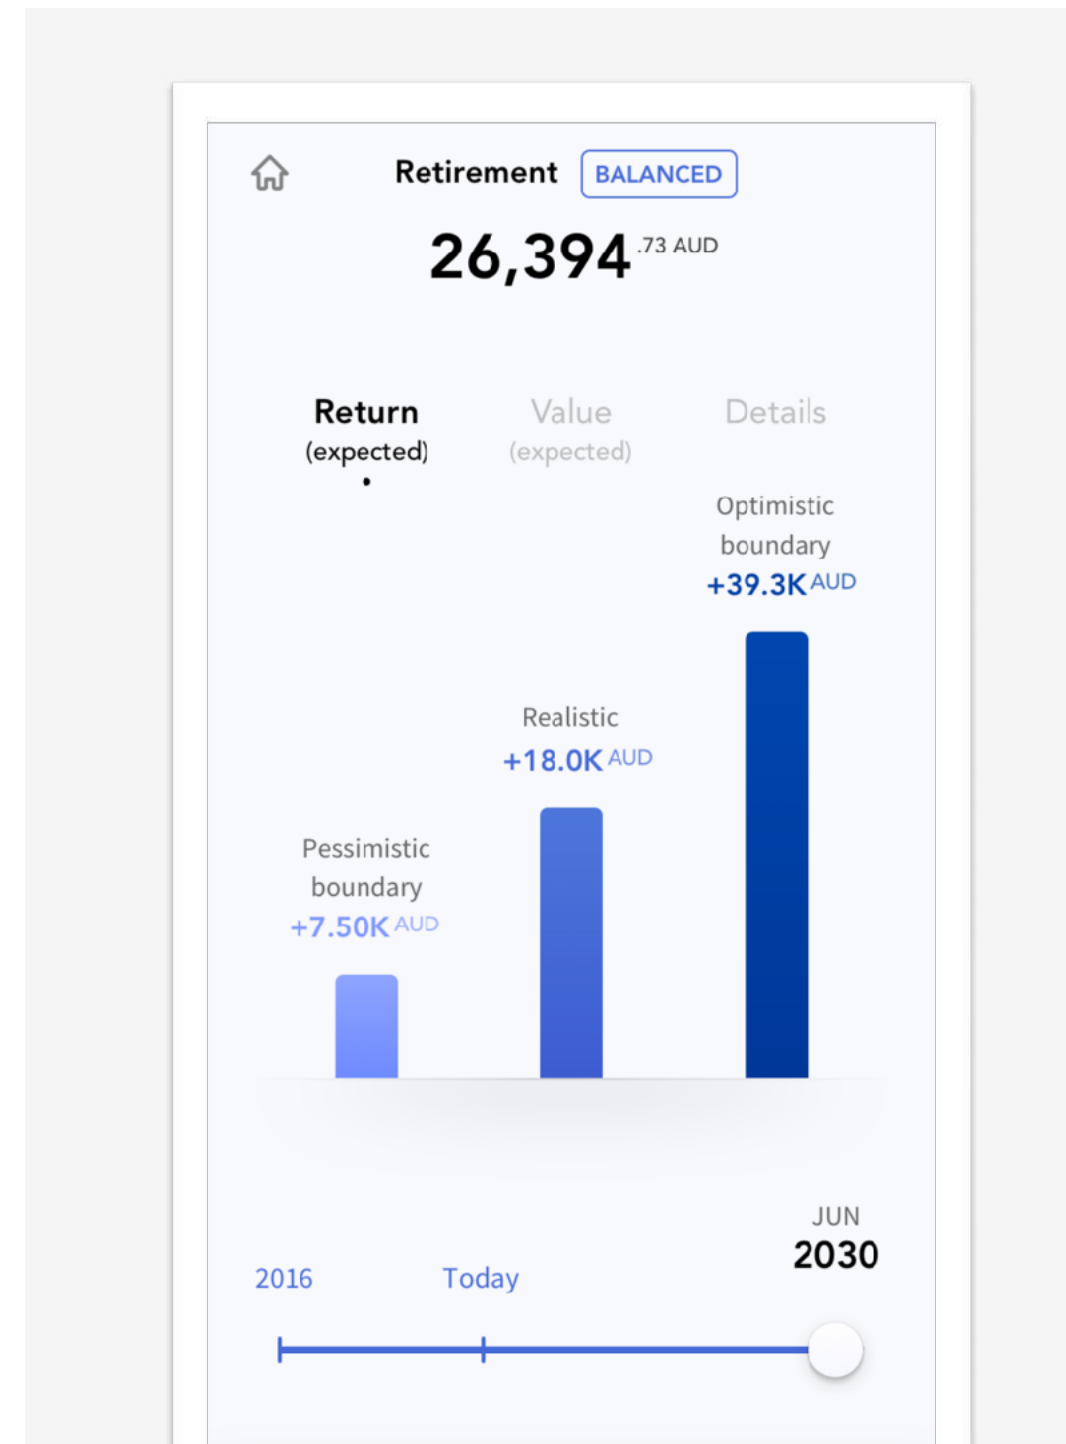 Retirement BALANCED
26,394.73 AUD
Return Value Details
(expected) (expected)
Optimistic
boundary
+39.3K AUD
Realistic
+18.0K AUD
Pessimistic
boundary
+7.50K AUD
JUN
2030
2016 Today